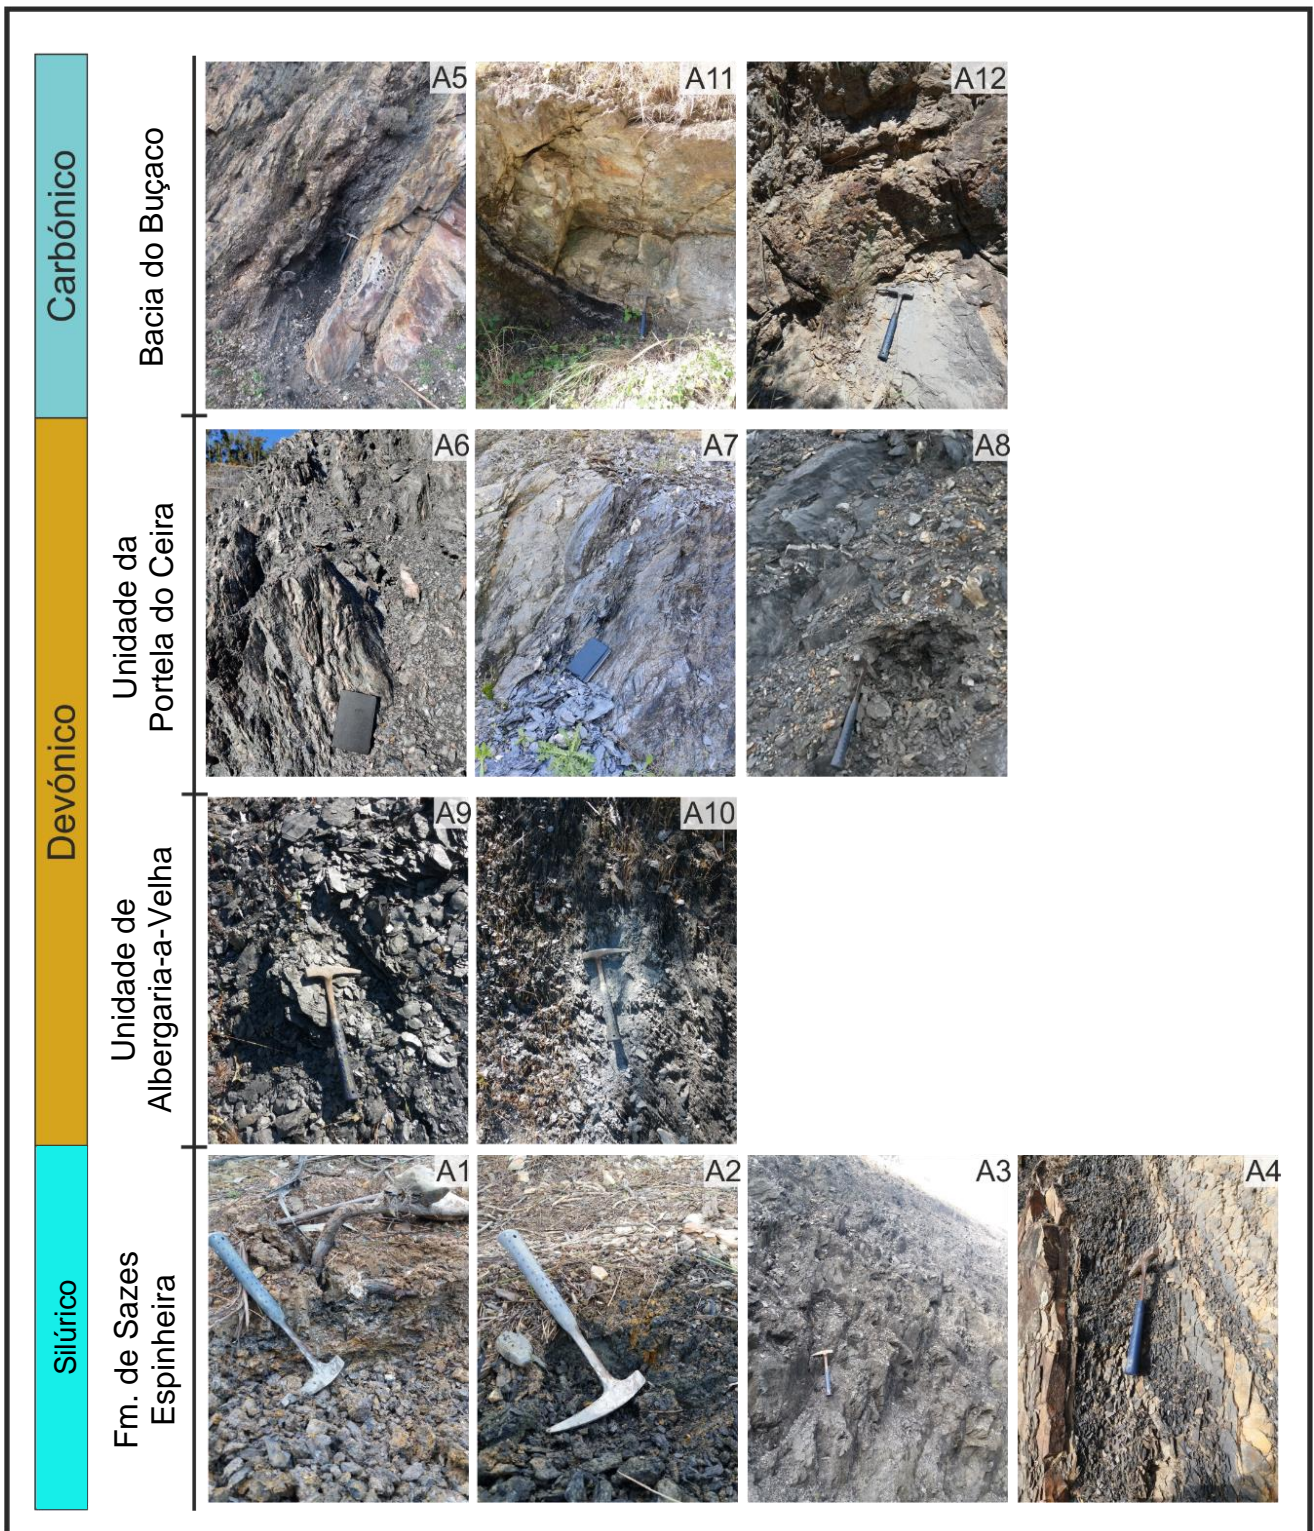 Carbónico
Bacia do Buçaco
A5
A11
A12
Devónico
Unidade da
Portela do Ceira
A6
A7
A8
Unidade de
Albergaria-a-Velha
A9
A10
Silúrico
Fm. de Sazes
Espinheira
A1
A2
A3
A4